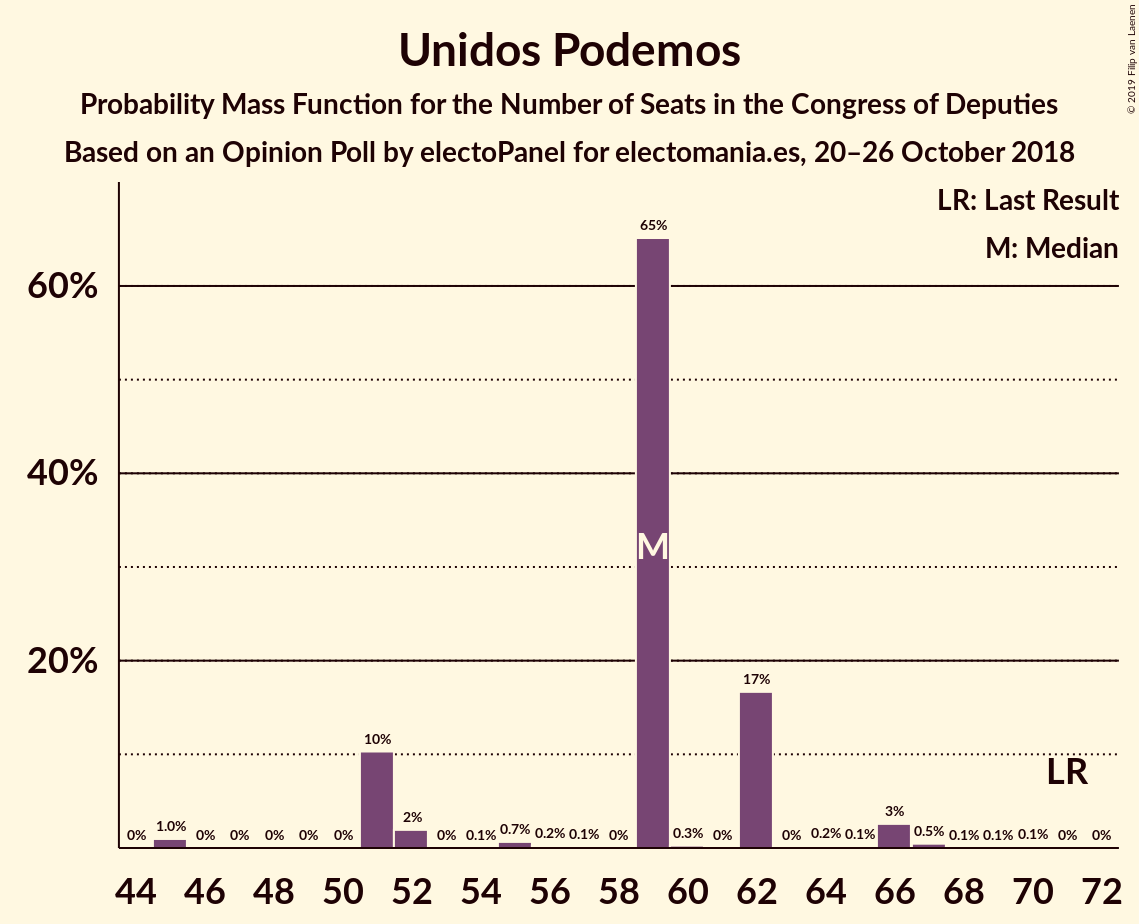 Unidos Podemos
Probability Mass Function for the Number of Seats in the Congress of Deputies
Based on an Opinion Poll by electoPanel for electomania.es, 20–26 October 2018
© 2019 Filip van Laenen
LR: Last Result
M: Median
60%
40%
20%
0% 1.0% 0% 0% 0% 0% 0% 10% 2% 0% 0.1% 0.7% 0.2% 0.1% 0% 65% 0.3% 0% 17% 0% 0.2% 0.1% 3% 0.5% 0.1% 0.1% 0.1% 0% 0%
M
LR
44 46 48 50 52 54 56 58 60 62 64 66 68 70 72